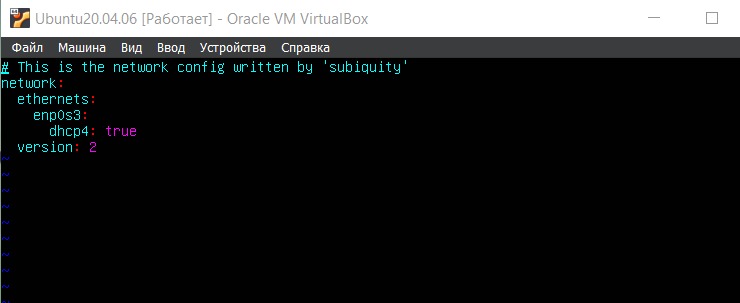 Ubuntu20.04.06 [Работает] - Oracle VM VirtualBox
Файл Машина Вид Ввод Устройства Справка
# This is the network config written by 'subiquity'
network:
  ethernets:
    enp0s3:
      dhcp4: true
  version: 2
~
~
~
~
~
~
~
~
~
~